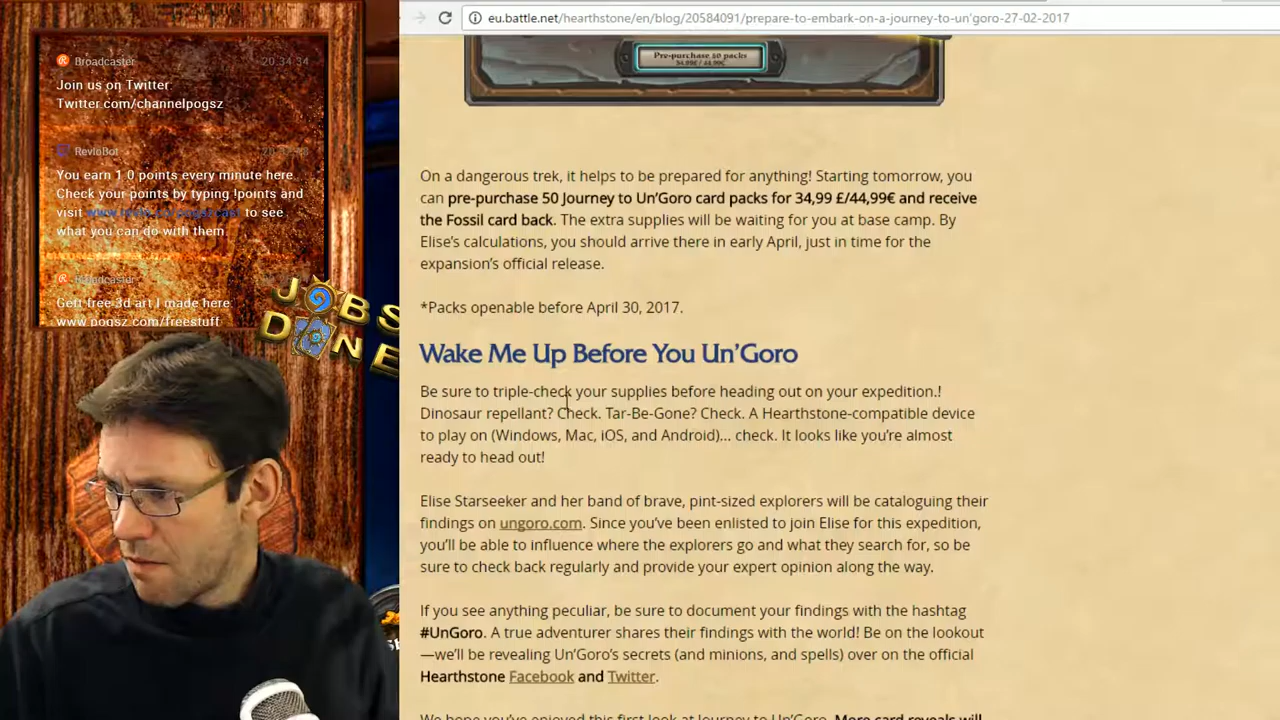 eu.battle.net/hearthstone/en/blog/20584091/prepare-to-embark-on-a-journey-to-un'goro-27-02-2017
Broadcaster 20:34:34
Join us on Twitter:
Twitter.com/channelpogsz
RevloBot
You earn 1.0 points every minute here.
Check your points by typing !points and
visit to see
what you can do with them.
Broadcaster
Gert free 3d art I made here:
www.pogsz.com/freestuff
JOBS
DONE
Pre-purchase 50 packs
34.99£ / 44.99€
On a dangerous trek, it helps to be prepared for anything! Starting tomorrow, you
can pre-purchase 50 Journey to Un'Goro card packs for 34,99 £/44,99€ and receive
the Fossil card back. The extra supplies will be waiting for you at base camp. By
Elise's calculations, you should arrive there in early April, just in time for the
expansion's official release.
*Packs openable before April 30, 2017.
Wake Me Up Before You Un'Goro
Be sure to triple-check your supplies before heading out on your expedition.!
Dinosaur repellant? Check. Tar-Be-Gone? Check. A Hearthstone-compatible device
to play on (Windows, Mac, iOS, and Android)... check. It looks like you're almost
ready to head out!
Elise Starseeker and her band of brave, pint-sized explorers will be cataloguing their
findings on ungoro.com. Since you've been enlisted to join Elise for this expedition,
you'll be able to influence where the explorers go and what they search for, so be
sure to check back regularly and provide your expert opinion along the way.
If you see anything peculiar, be sure to document your findings with the hashtag
#UnGoro. A true adventurer shares their findings with the world! Be on the lookout
—we'll be revealing Un'Goro's secrets (and minions, and spells) over on the official
Hearthstone Facebook and Twitter.
We hope you've enjoyed this first look at Journey to Un'Goro. More card reveals will